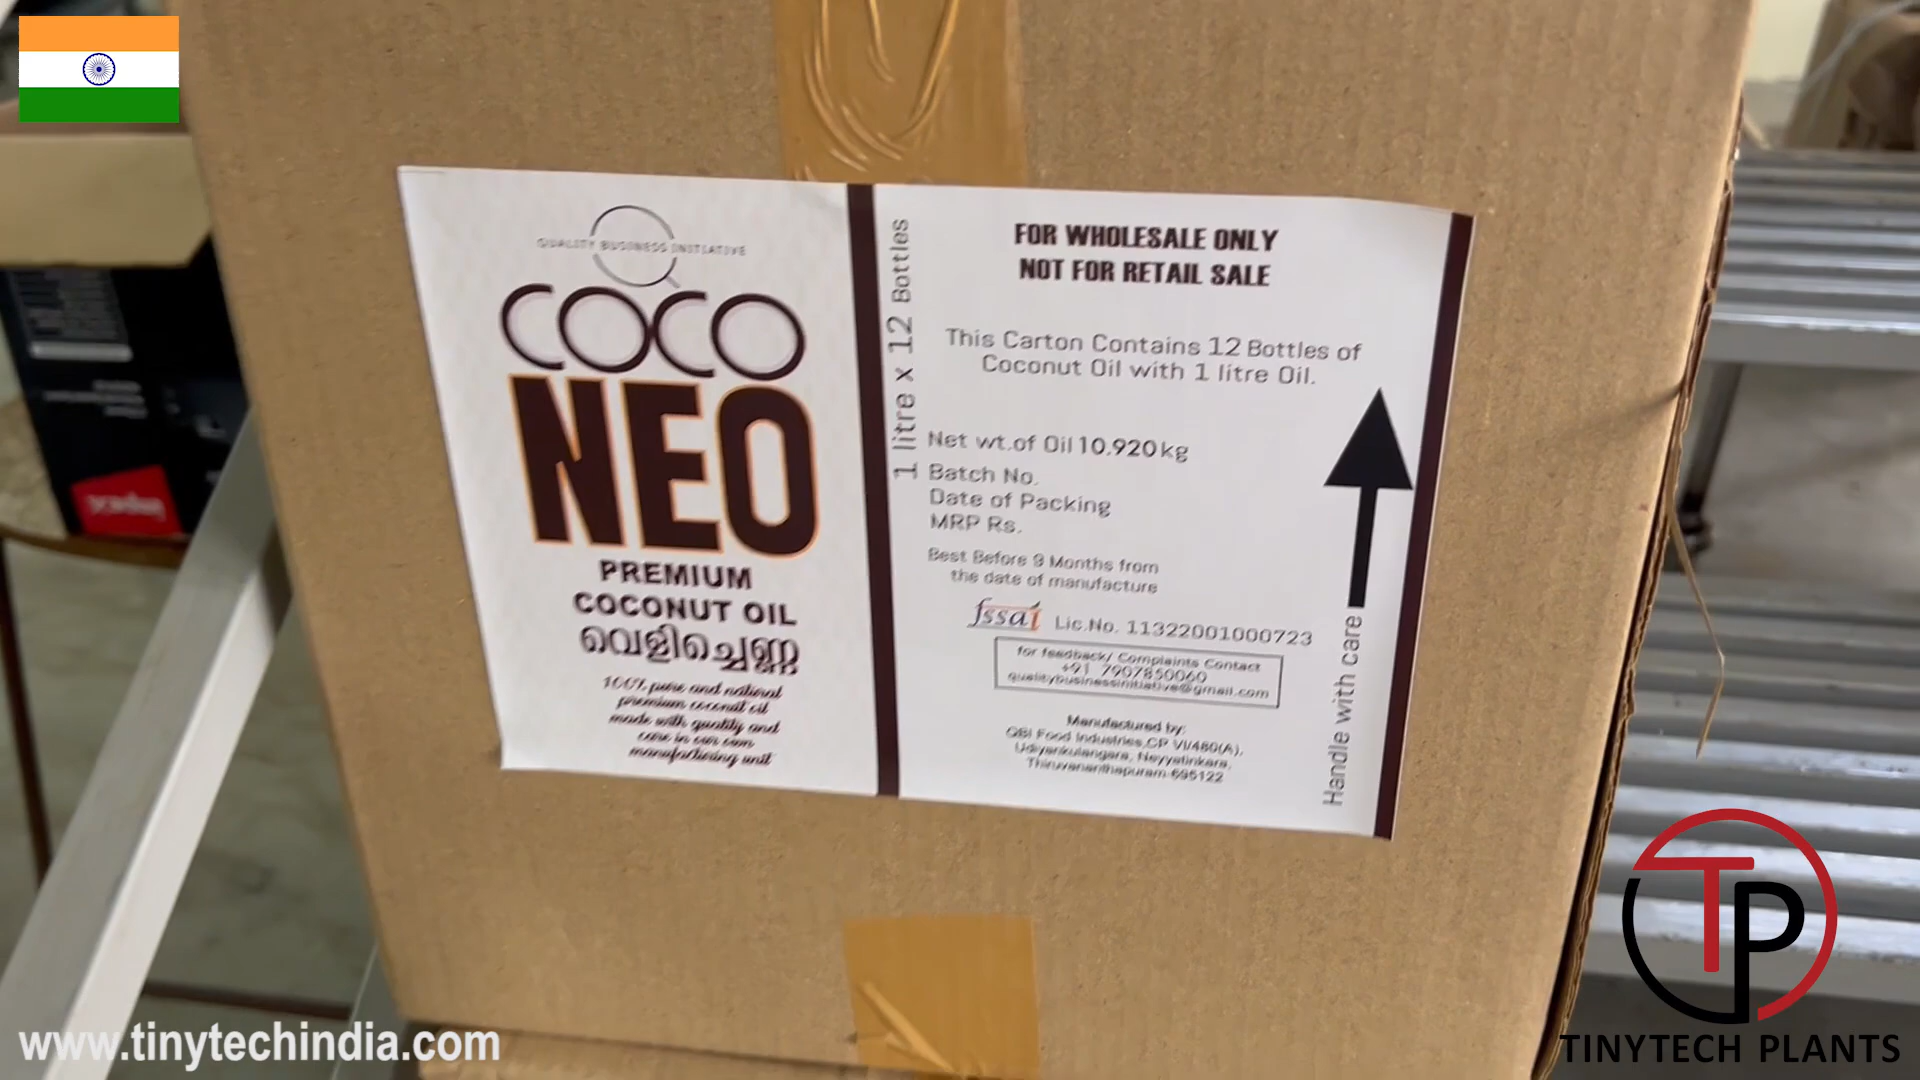 QUALITY BUSINESS INITIATIVE
COCO
NEO
PREMIUM
COCONUT OIL
വെളിച്ചെണ്ണ
100% pure and natural
premium coconut oil
made with quality and
care in our own
manufacturing unit
1 litre x 12 Bottles
FOR WHOLESALE ONLY
NOT FOR RETAIL SALE
This Carton Contains 12 Bottles of
Coconut Oil with 1 litre Oil.
Net wt.of Oil 10.920kg
Batch No.
Date of Packing
MRP Rs.
Best Before 9 Months from
the date of manufacture
fssai Lic.No. 11322001000723
for feedback/ Complaints Contact
+91 7907850060
qualitybusinessinitiative@gmail.com
Manufactured by:
QBI Food Industries,CP VI/480(A),
Udiyankulangara, Neyyatinkara,
Thiruvananthapuram-695122
Handle with care
www.tinytechindia.com
TP
TINYTECH PLANTS